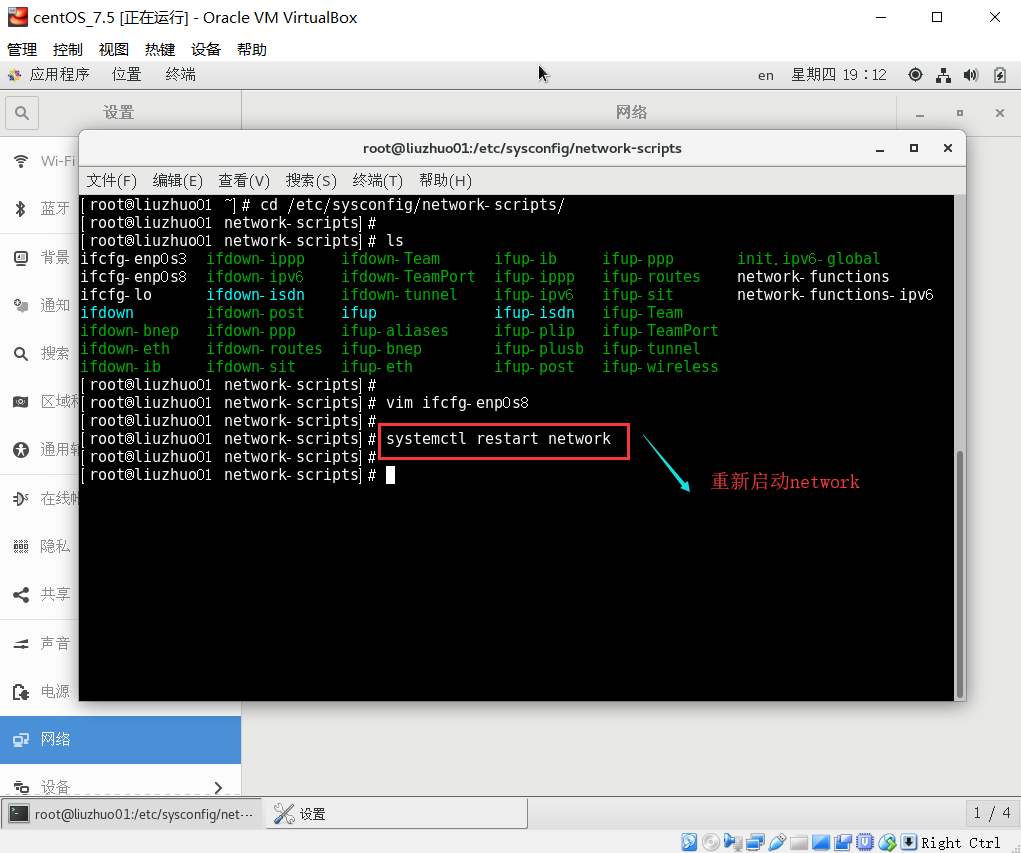 centOS_7.5 [正在运行] - Oracle VM VirtualBox
管理 控制 视图 热键 设备 帮助
应用程序 位置 终端 en 星期四 19：12
设置 网络
root@liuzhuo01:/etc/sysconfig/network-scripts
文件(F) 编辑(E) 查看(V) 搜索(S) 终端(T) 帮助(H)
[root@liuzhuo01 ~]# cd /etc/sysconfig/network-scripts/
[root@liuzhuo01 network-scripts]#
[root@liuzhuo01 network-scripts]# ls
ifcfg-enp0s3 ifdown-ippp ifdown-Team ifup-ib ifup-ppp init.ipv6-global
ifcfg-enp0s8 ifdown-ipv6 ifdown-TeamPort ifup-ippp ifup-routes network-functions
ifcfg-lo ifdown-isdn ifdown-tunnel ifup-ipv6 ifup-sit network-functions-ipv6
ifdown ifdown-post ifup ifup-isdn ifup-Team
ifdown-bnep ifdown-ppp ifup-aliases ifup-plip ifup-TeamPort
ifdown-eth ifdown-routes ifup-bnep ifup-plusb ifup-tunnel
ifdown-ib ifdown-sit ifup-eth ifup-post ifup-wireless
[root@liuzhuo01 network-scripts]#
[root@liuzhuo01 network-scripts]# vim ifcfg-enp0s8
[root@liuzhuo01 network-scripts]#
[root@liuzhuo01 network-scripts]# systemctl restart network
[root@liuzhuo01 network-scripts]#
[root@liuzhuo01 network-scripts]#
重新启动network
Wi-Fi
蓝牙
背景
通知
搜索
区域
通用
在线
隐私
共享
声音
电源
网络
设备
root@liuzhuo01:/etc/sysconfig/net··· 设置 1 / 4
Right Ctrl